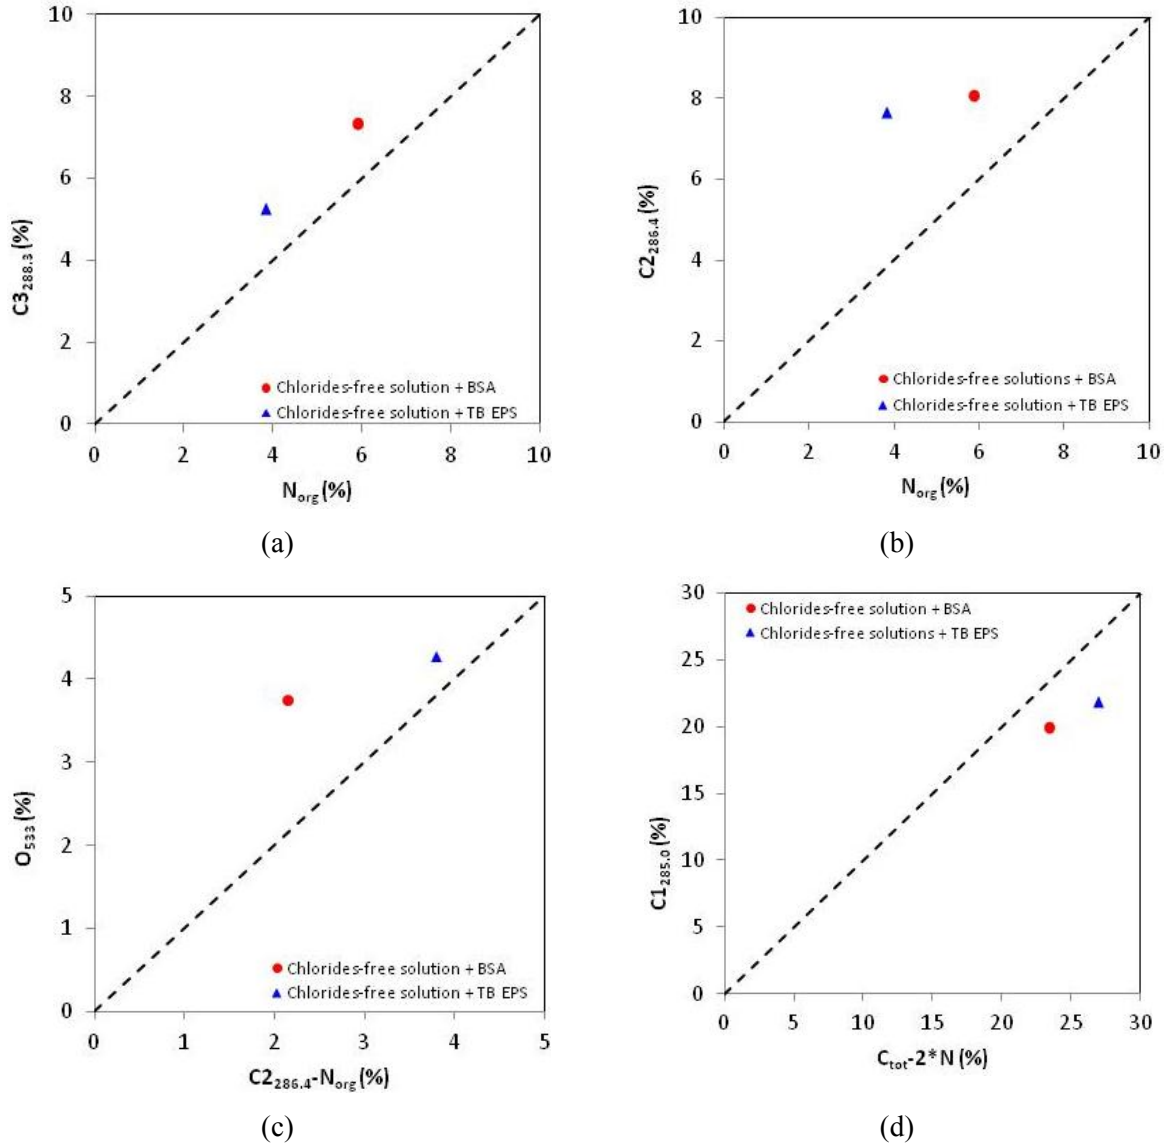 10
8
6
4
2
0
C3288.3 (%)
0 2 4 6 8 10
Norg (%)
Chlorides-free solution + BSA
Chlorides-free solution + TB EPS
(a)
10
8
6
4
2
0
C2286.4 (%)
0 2 4 6 8 10
Norg (%)
Chlorides-free solutions + BSA
Chlorides-free solution + TB EPS
(b)
5
4
3
2
1
0
O533 (%)
0 1 2 3 4 5
C2286.4-Norg (%)
Chlorides-free solution + BSA
Chlorides-free solution + TB EPS
(c)
30
25
20
15
10
5
0
C1285.0 (%)
0 5 10 15 20 25 30
Ctot-2*N (%)
Chlorides-free solution + BSA
Chlorides-free solutions + TB EPS
(d)